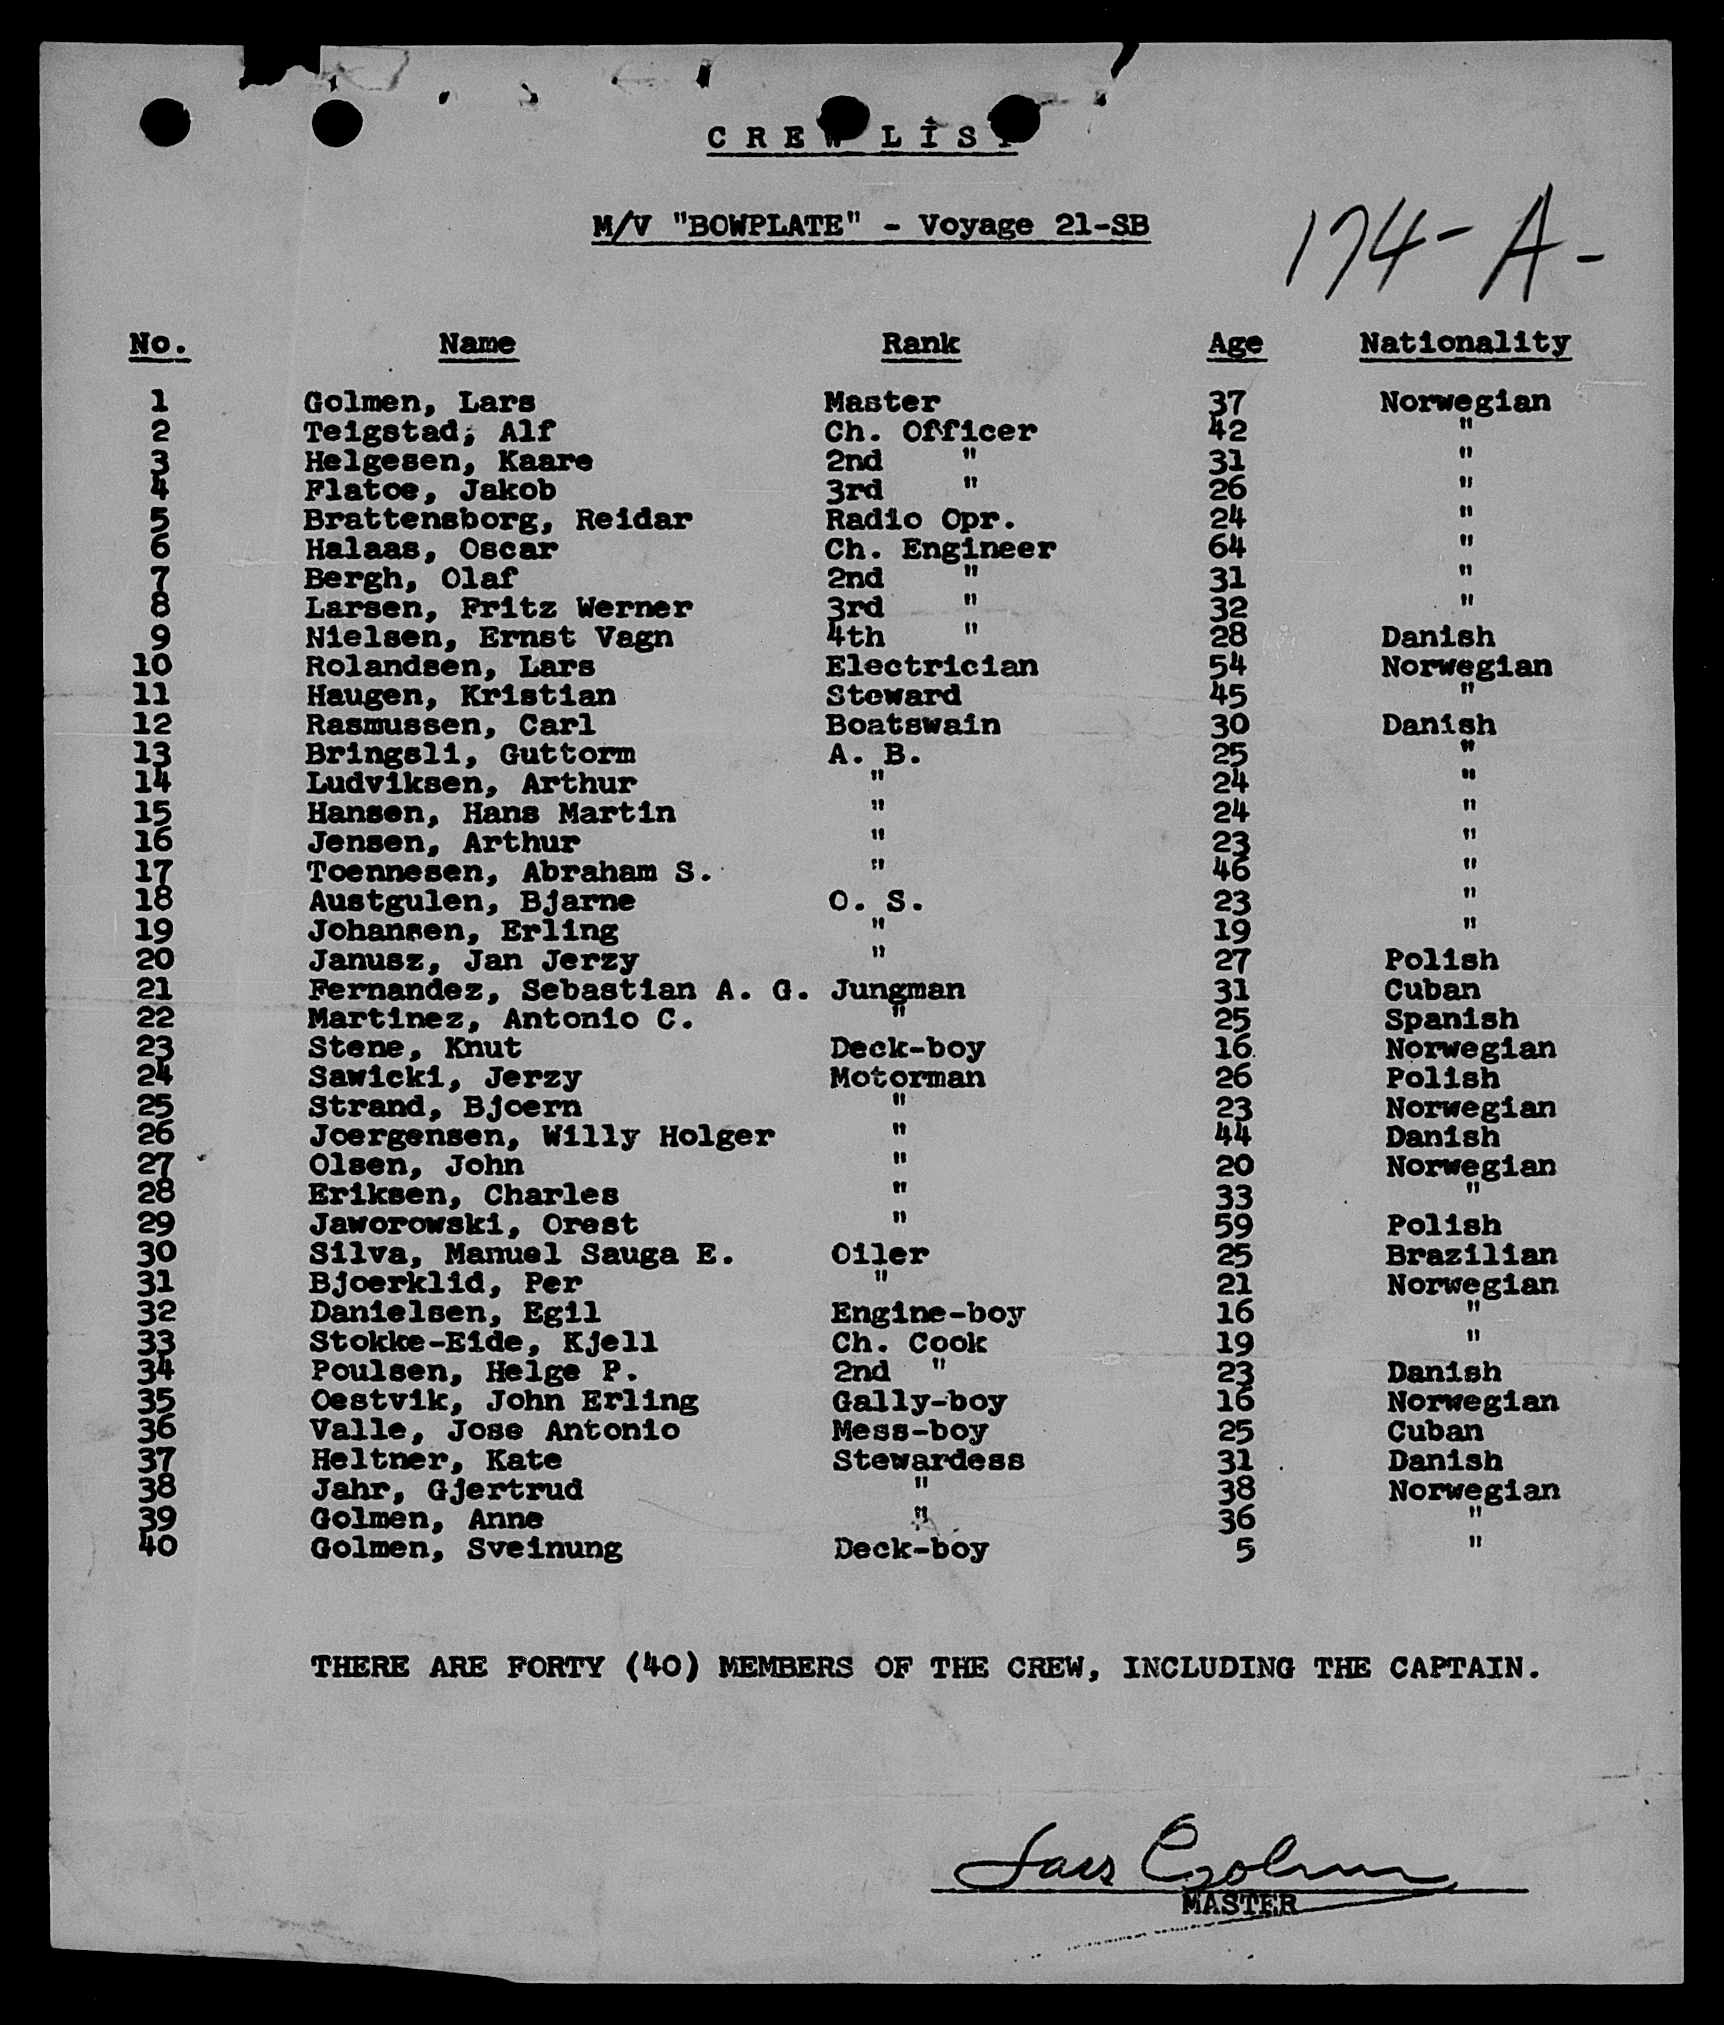 CREW LIST
M/V "BOWPLATE" - Voyage 21-SB
174-A-
No. Name Rank Age Nationality
1 Golmen, Lars Master 37 Norwegian
2 Teigstad, Alf Ch. Officer 42 "
3 Helgesen, Kaare 2nd " 31 "
4 Flatoe, Jakob 3rd " 26 "
5 Brattensborg, Reidar Radio Opr. 24 "
6 Halaas, Oscar Ch. Engineer 64 "
7 Bergh, Olaf 2nd " 31 "
8 Larsen, Fritz Werner 3rd " 32 "
9 Nielsen, Ernst Vagn 4th " 28 Danish
10 Rolandsen, Lars Electrician 54 Norwegian
11 Haugen, Kristian Steward 45 "
12 Rasmussen, Carl Boatswain 30 Danish
13 Bringsli, Guttorm A. B. 25 "
14 Ludviksen, Arthur " 24 "
15 Hansen, Hans Martin " 24 "
16 Jensen, Arthur " 23 "
17 Toennesen, Abraham S. " 46 "
18 Austgulen, Bjarne O. S. 23 "
19 Johansen, Erling " 19 "
20 Janusz, Jan Jerzy " 27 Polish
21 Fernandez, Sebastian A. G. Jungman 31 Cuban
22 Martinez, Antonio C. " 25 Spanish
23 Stene, Knut Deck-boy 16 Norwegian
24 Sawicki, Jerzy Motorman 26 Polish
25 Strand, Bjoern " 23 Norwegian
26 Joergensen, Willy Holger " 44 Danish
27 Olsen, John " 20 Norwegian
28 Eriksen, Charles " 33 "
29 Jaworowski, Orest " 59 Polish
30 Silva, Manuel Sauga E. Oiler 25 Brazilian
31 Bjoerklid, Per " 21 Norwegian
32 Danielsen, Egil Engine-boy 16 "
33 Stokke-Eide, Kjell Ch. Cook 19 "
34 Poulsen, Helge P. 2nd " 23 Danish
35 Oestvik, John Erling Gally-boy 16 Norwegian
36 Valle, Jose Antonio Mess-boy 25 Cuban
37 Heltner, Kate Stewardess 31 Danish
38 Jahr, Gjertrud " 38 Norwegian
39 Golmen, Anne " 36 "
40 Golmen, Sveinung Deck-boy 5 "
THERE ARE FORTY (40) MEMBERS OF THE CREW, INCLUDING THE CAPTAIN.
Lars Golmen
MASTER